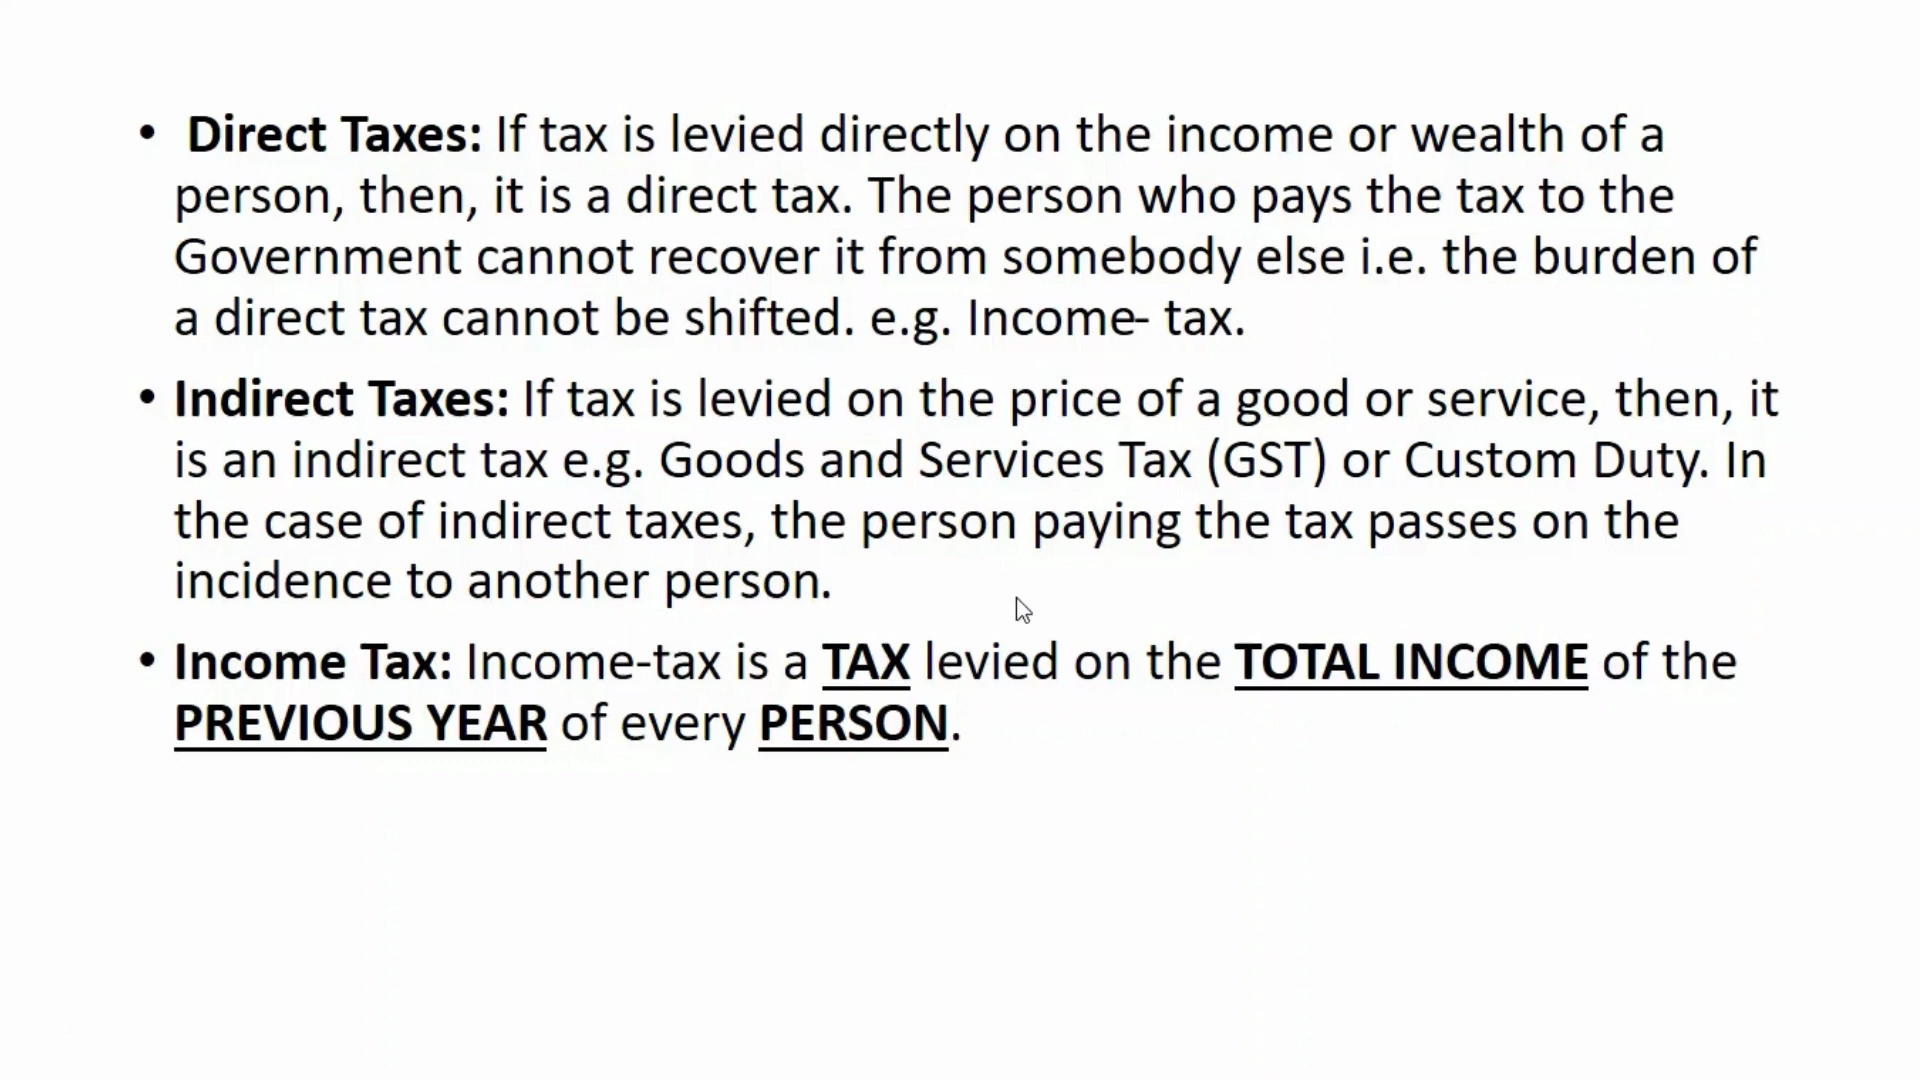 • Direct Taxes: If tax is levied directly on the income or wealth of a
person, then, it is a direct tax. The person who pays the tax to the
Government cannot recover it from somebody else i.e. the burden of
a direct tax cannot be shifted. e.g. Income- tax.
• Indirect Taxes: If tax is levied on the price of a good or service, then, it
is an indirect tax e.g. Goods and Services Tax (GST) or Custom Duty. In
the case of indirect taxes, the person paying the tax passes on the
incidence to another person.
• Income Tax: Income-tax is a TAX levied on the TOTAL INCOME of the
PREVIOUS YEAR of every PERSON.